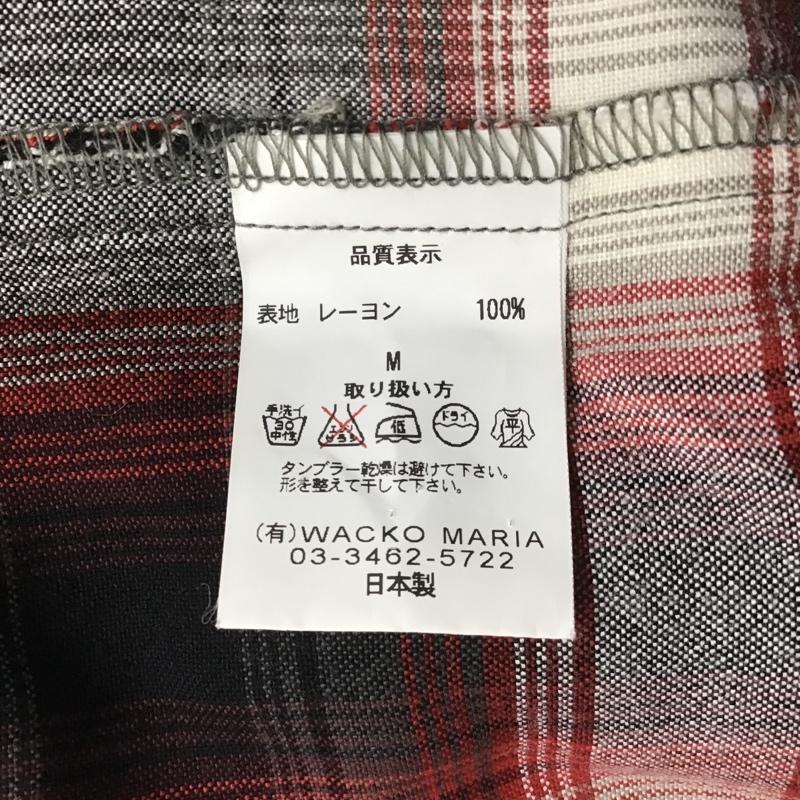 品質表示
表地 レーヨン 100%
M
取り扱い方
手洗イ 30 中性 エンソサラシ 低 ドライ 平
タンブラー乾燥は避けて下さい。
形を整えて干して下さい。
(有)WACKO MARIA
03-3462-5722
日本製